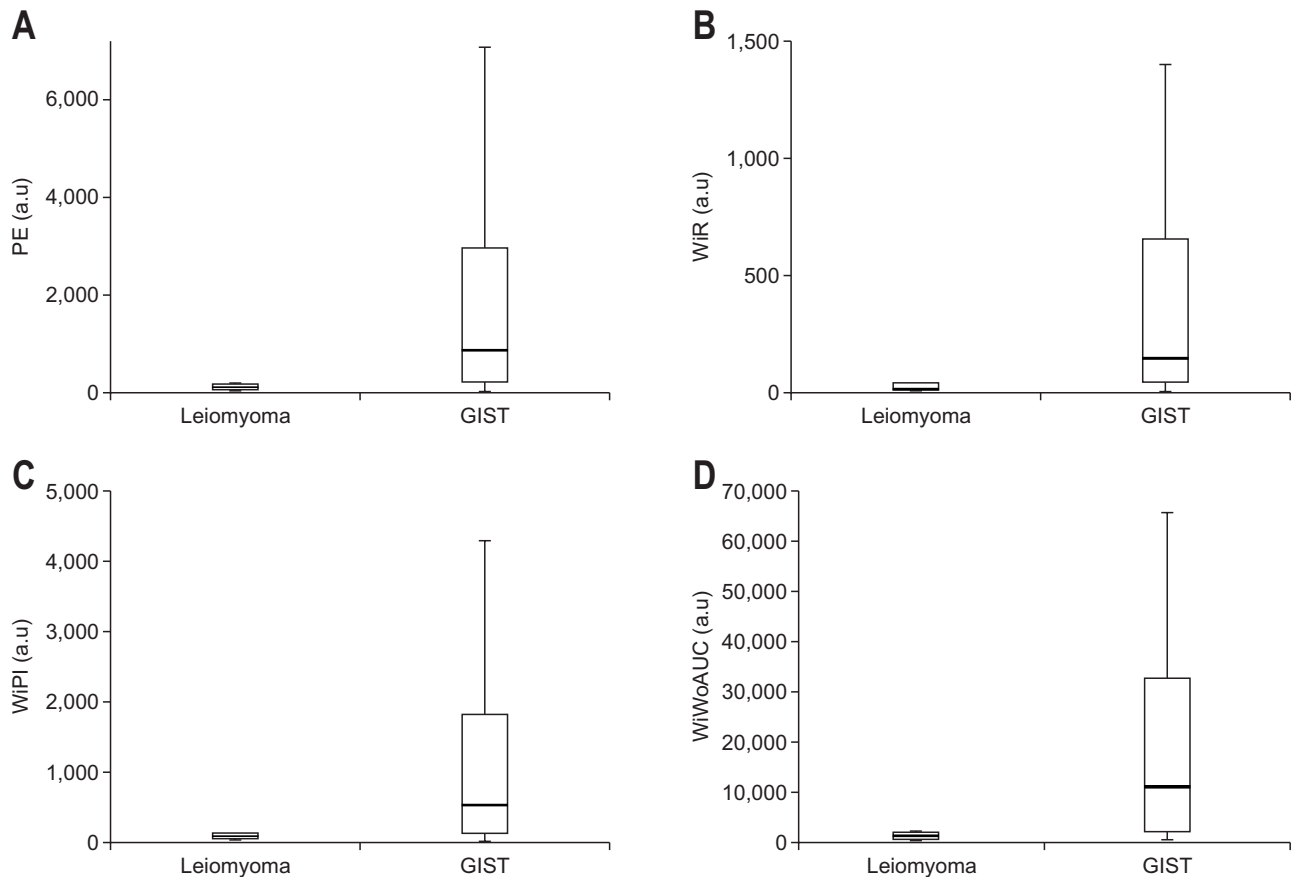 A
PE (a.u)
6,000
4,000
2,000
0
Leiomyoma GIST
B
WiR (a.u)
1,500
1,000
500
0
Leiomyoma GIST
C
WiPI (a.u)
5,000
4,000
3,000
2,000
1,000
0
Leiomyoma GIST
D
WiWoAUC (a.u)
70,000
60,000
50,000
40,000
30,000
20,000
10,000
0
Leiomyoma GIST